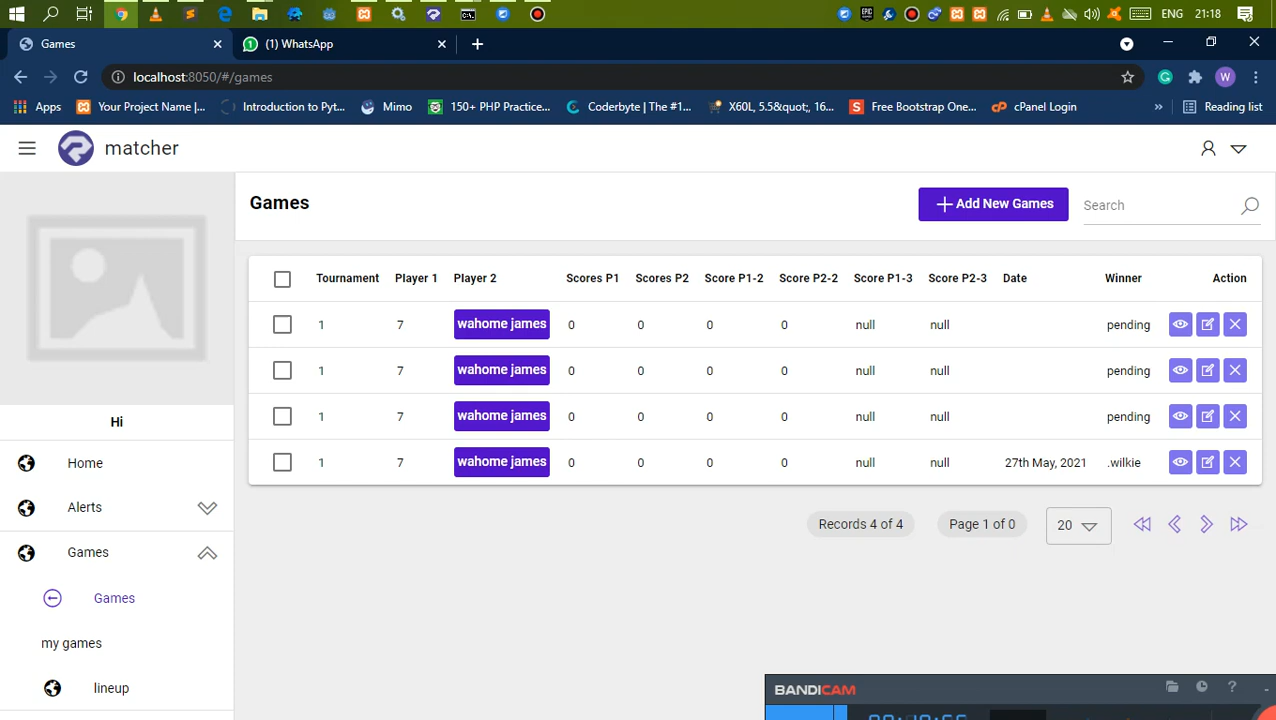 ENG 21:18
Games
(1) WhatsApp
localhost:8050/#/games
W
Apps
Your Project Name |...
Introduction to Pyt...
Mimo
150+ PHP Practice...
Coderbyte | The #1...
X60L, 5.5&quot;, 16...
Free Bootstrap One...
cPanel Login
»
Reading list
matcher
Games
Add New Games
Search
Tournament Player 1 Player 2 Scores P1 Scores P2 Score P1-2 Score P2-2 Score P1-3 Score P2-3 Date Winner Action
1 7 wahome james 0 0 0 0 null null pending
1 7 wahome james 0 0 0 0 null null pending
1 7 wahome james 0 0 0 0 null null pending
1 7 wahome james 0 0 0 0 null null 27th May, 2021 .wilkie
Records 4 of 4
Page 1 of 0
20
Hi
Home
Alerts
Games
Games
my games
lineup
BANDICAM